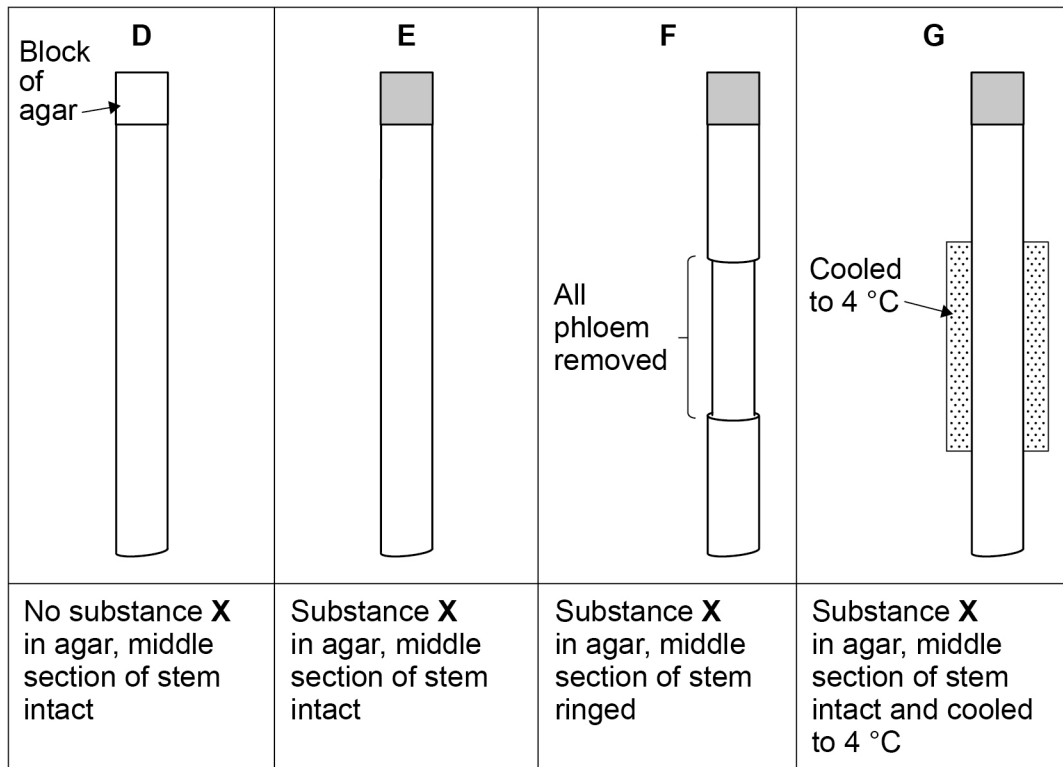 D
Block
of
agar
E
F
All
phloem
removed
G
Cooled
to 4 °C
No substance X
in agar, middle
section of stem
intact
Substance X
in agar, middle
section of stem
intact
Substance X
in agar, middle
section of stem
ringed
Substance X
in agar, middle
section of stem
intact and cooled
to 4 °C